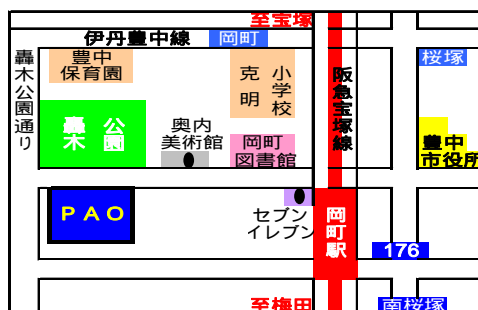 至宝塚
伊丹豊中線
岡町
轟木公園通り
豊中
保育園
克明
小学校
阪急宝塚線
桜塚
轟木
公園
奥内
美術館
岡町
図書館
豊中
市役所
PAO
セブン
イレブン
岡町駅
176
至梅田
南桜塚